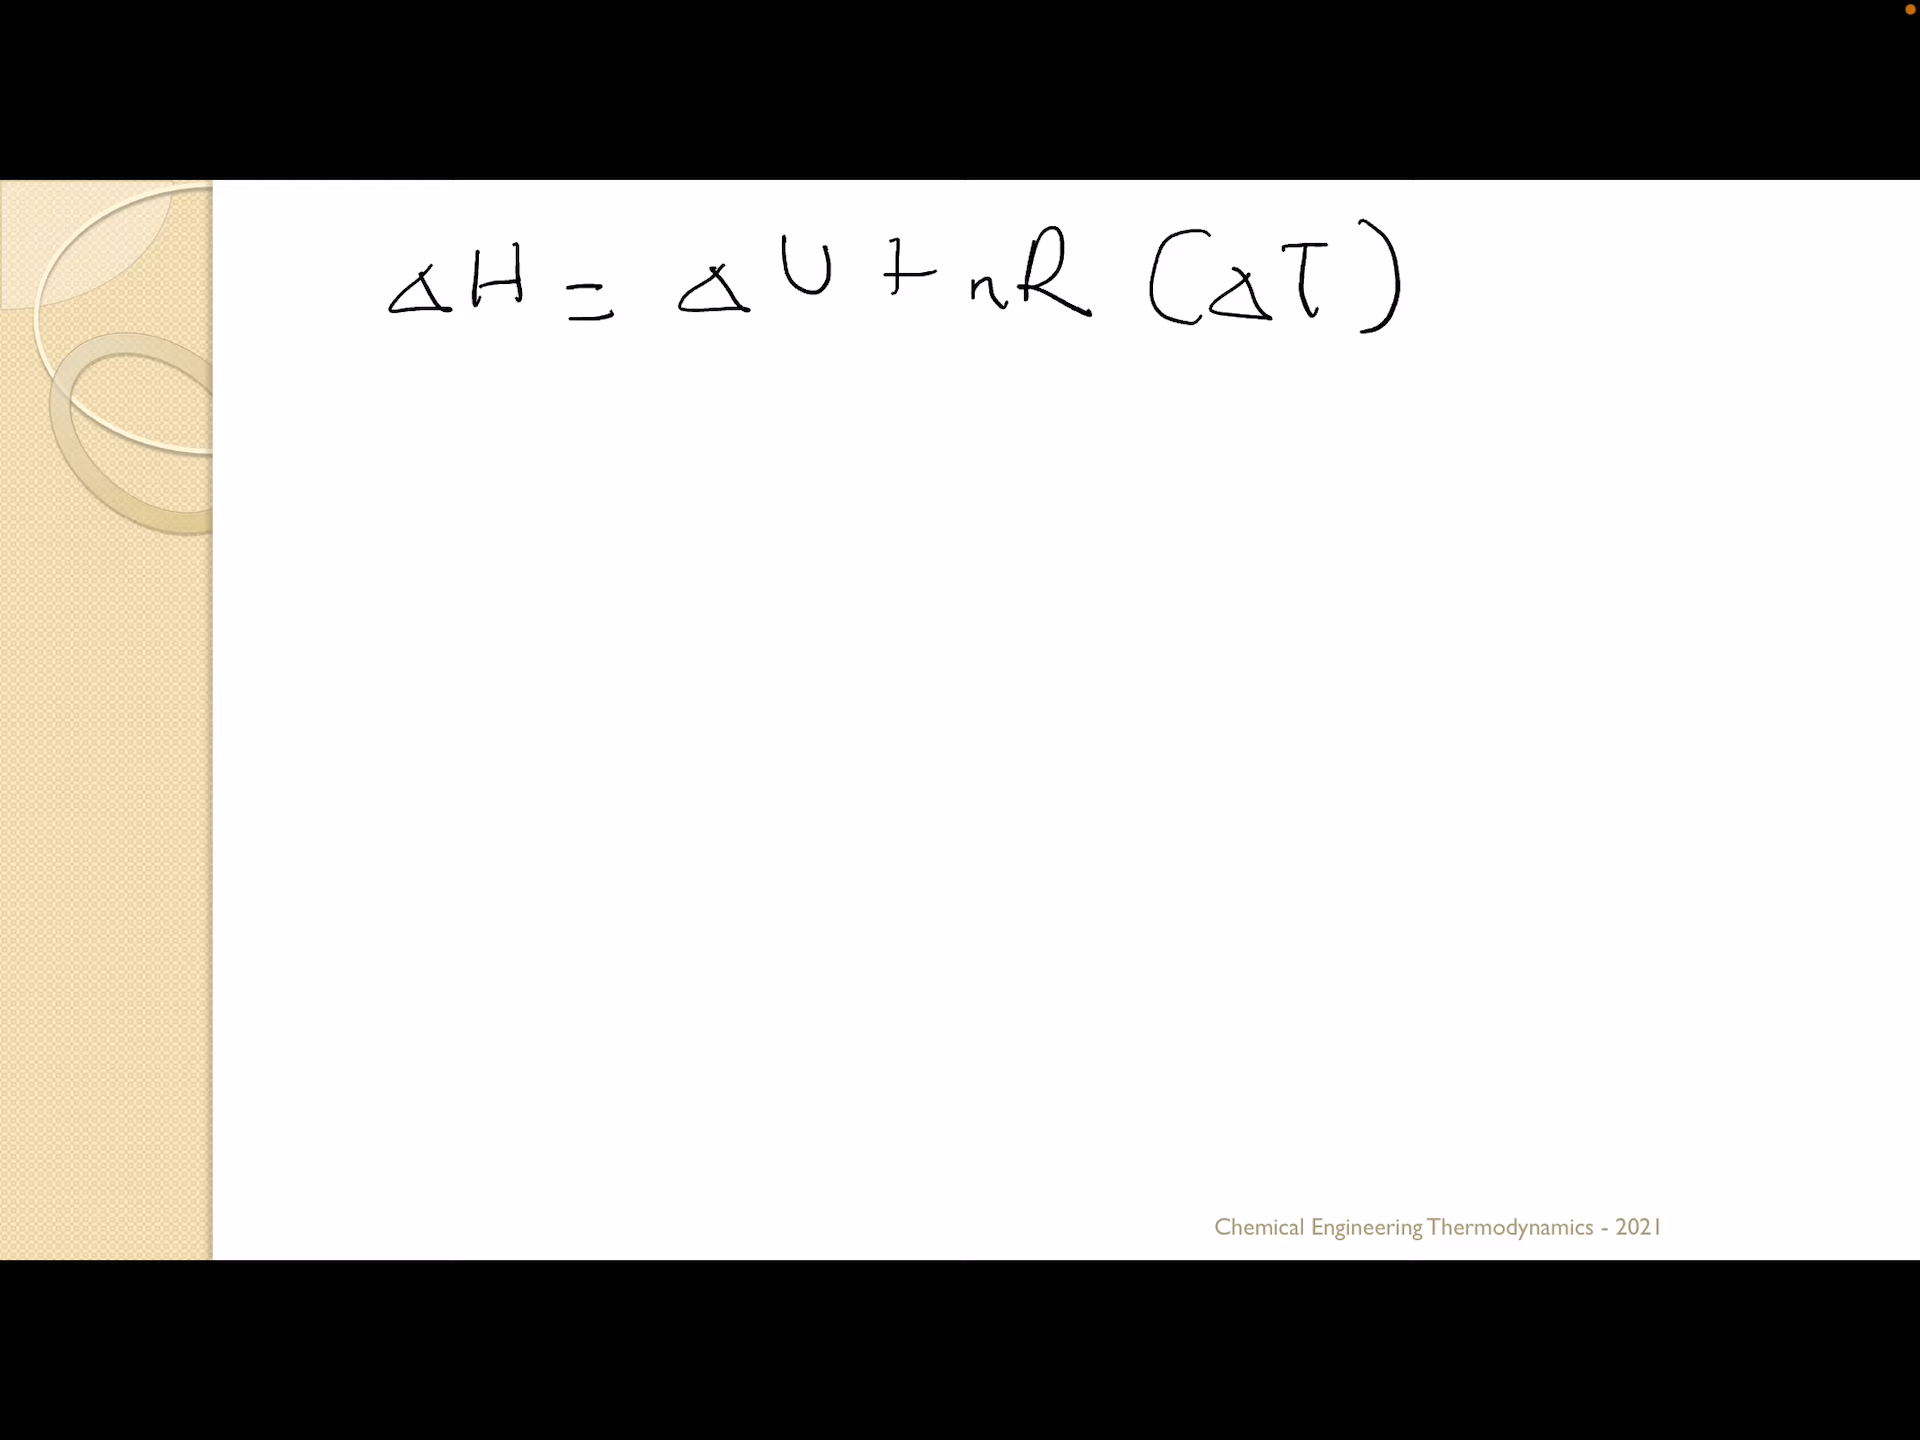 ΔH = ΔU + nR (ΔT)
Chemical Engineering Thermodynamics - 2021